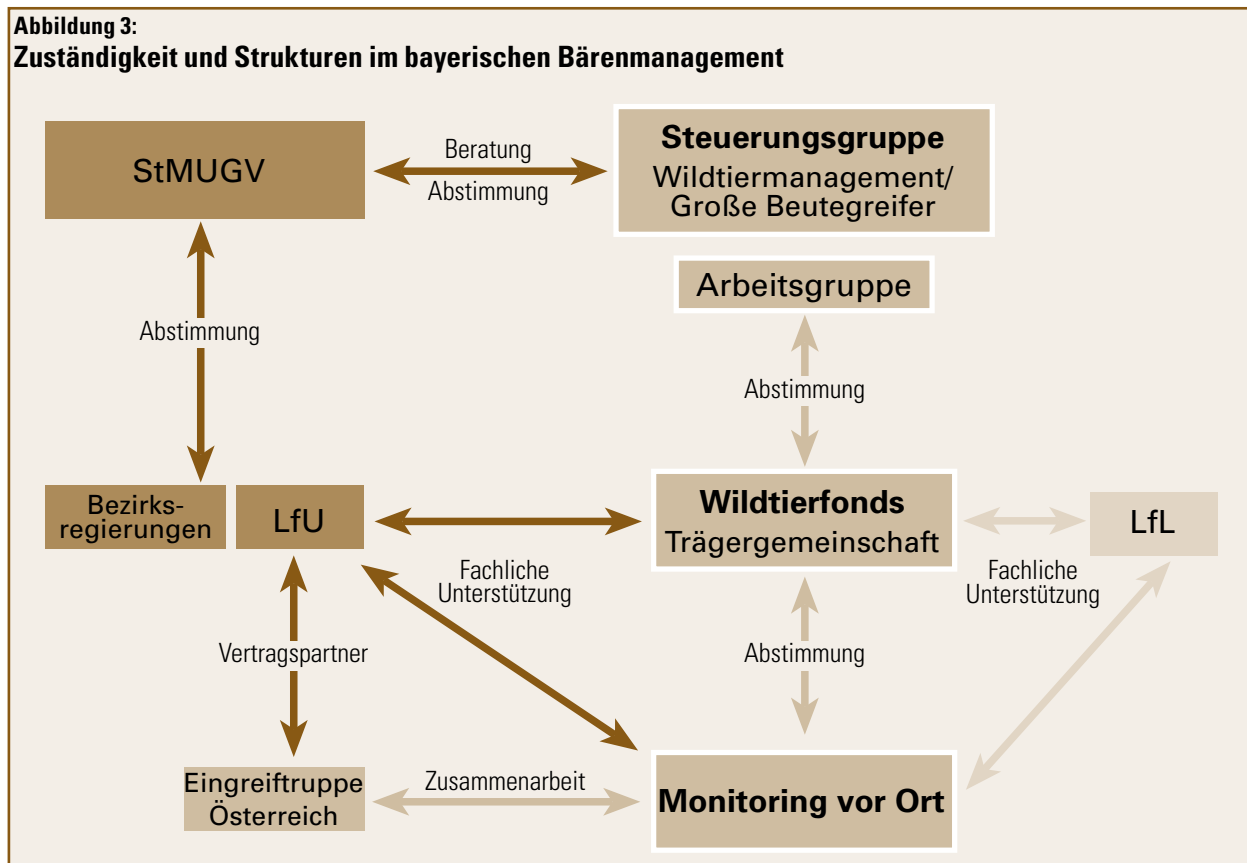 Abbildung 3:
Zuständigkeit und Strukturen im bayerischen Bärenmanagement
StMUGV
Beratung
Abstimmung
Steuerungsgruppe
Wildtiermanagement/
Große Beutegreifer
Arbeitsgruppe
Abstimmung
Abstimmung
Bezirks-
regierungen
LfU
Wildtierfonds
Trägergemeinschaft
LfL
Fachliche
Unterstützung
Fachliche
Unterstützung
Vertragspartner
Abstimmung
Eingreiftruppe
Österreich
Zusammenarbeit
Monitoring vor Ort